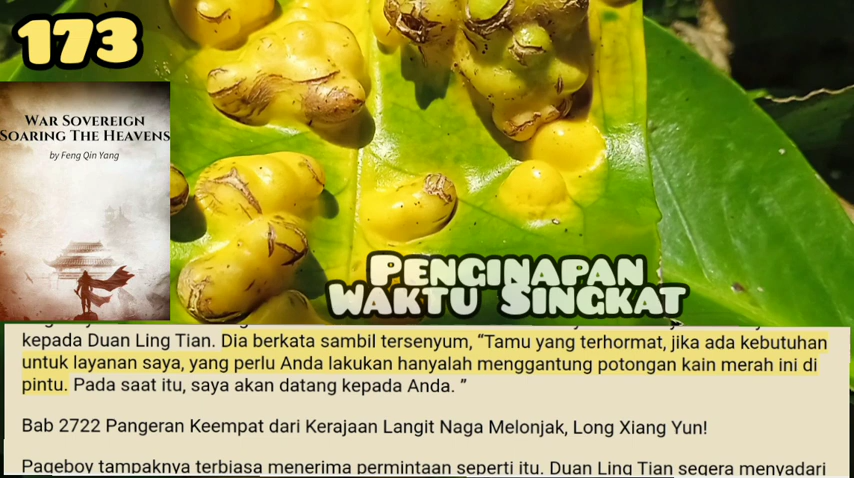 173
WAR SOVEREIGN
SOARING THE HEAVENS
by Feng Qin Yang
PENGINAPAN
WAKTU SINGKAT
kepada Duan Ling Tian. Dia berkata sambil tersenyum, “Tamu yang terhormat, jika ada kebutuhan
untuk layanan saya, yang perlu Anda lakukan hanyalah menggantung potongan kain merah ini di
pintu. Pada saat itu, saya akan datang kepada Anda. ”
Bab 2722 Pangeran Keempat dari Kerajaan Langit Naga Melonjak, Long Xiang Yun!
Pageboy tampaknya terbiasa menerima permintaan seperti itu. Duan Ling Tian segera menyadari